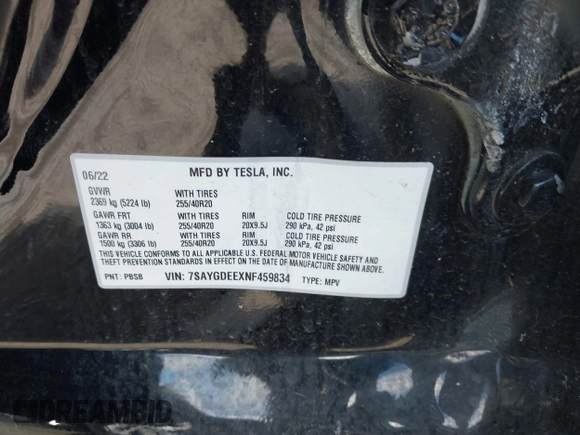 06/22 MFD BY TESLA, INC.
GVWR WITH TIRES
2369 kg (5224 lb) 255/40R20
GAWR FRT WITH TIRES RIM COLD TIRE PRESSURE
1363 kg (3004 lb) 255/40R20 20X9.5J 290 kPa, 42 psi
GAWR RR WITH TIRES RIM COLD TIRE PRESSURE
1500 kg (3306 lb) 255/40R20 20X9.5J 290 kPa, 42 psi
THIS VEHICLE CONFORMS TO ALL APPLICABLE U.S. FEDERAL MOTOR VEHICLE SAFETY AND
THEFT PREVENTION STANDARDS IN EFFECT ON THE DATE OF MANUFACTURE SHOWN ABOVE.
PNT: PBSB VIN: 7SAYGDEEXNF459834 TYPE: MPV
DREAMBID